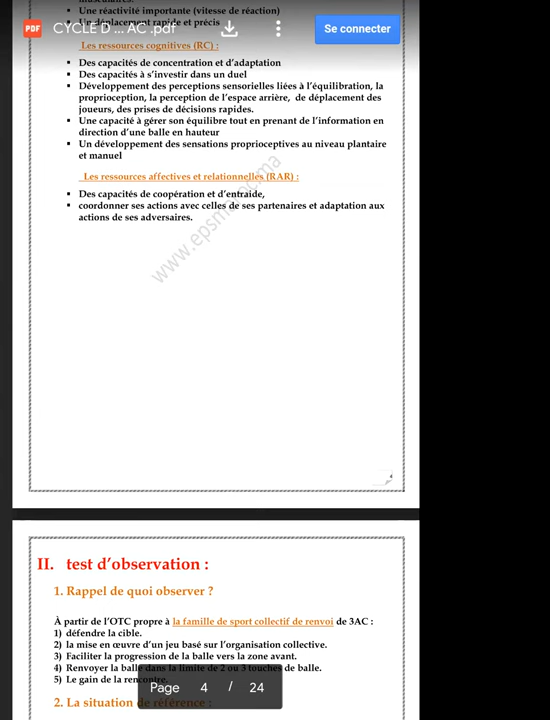 musculaires.
▪ Une réactivité importante (vitesse de réaction)
▪ Un déplacement rapide et précis
PDF CYCLE D ... AC .pdf Se connecter
Les ressources cognitives (RC) :
▪ Des capacités de concentration et d'adaptation
▪ Des capacités à s'investir dans un duel
▪ Développement des perceptions sensorielles liées à l'équilibration, la
proprioception, la perception de l'espace arrière, de déplacement des
joueurs, des prises de décisions rapides.
▪ Une capacité à gérer son équilibre tout en prenant de l'information en
direction d'une balle en hauteur
▪ Un développement des sensations proprioceptives au niveau plantaire
et manuel
Les ressources affectives et relationnelles (RAR) :
▪ Des capacités de coopération et d'entraide,
▪ coordonner ses actions avec celles de ses partenaires et adaptation aux
actions de ses adversaires.
II. test d'observation :
1. Rappel de quoi observer ?
À partir de l'OTC propre à la famille de sport collectif de renvoi de 3AC :
1) défendre la cible.
2) la mise en œuvre d'un jeu basé sur l'organisation collective.
3) Faciliter la progression de la balle vers la zone avant.
4) Renvoyer la balle dans la limite de 2 ou 3 touches de balle.
5) Le gain de la rencontre.
Page 4 / 24
2. La situation de référence :